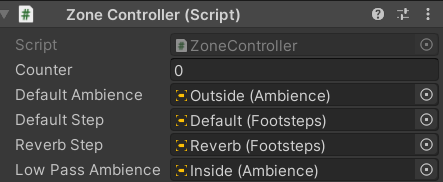 Zone Controller (Script)
Script ZoneController
Counter 0
Default Ambience Outside (Ambience)
Default Step Default (Footsteps)
Reverb Step Reverb (Footsteps)
Low Pass Ambience Inside (Ambience)